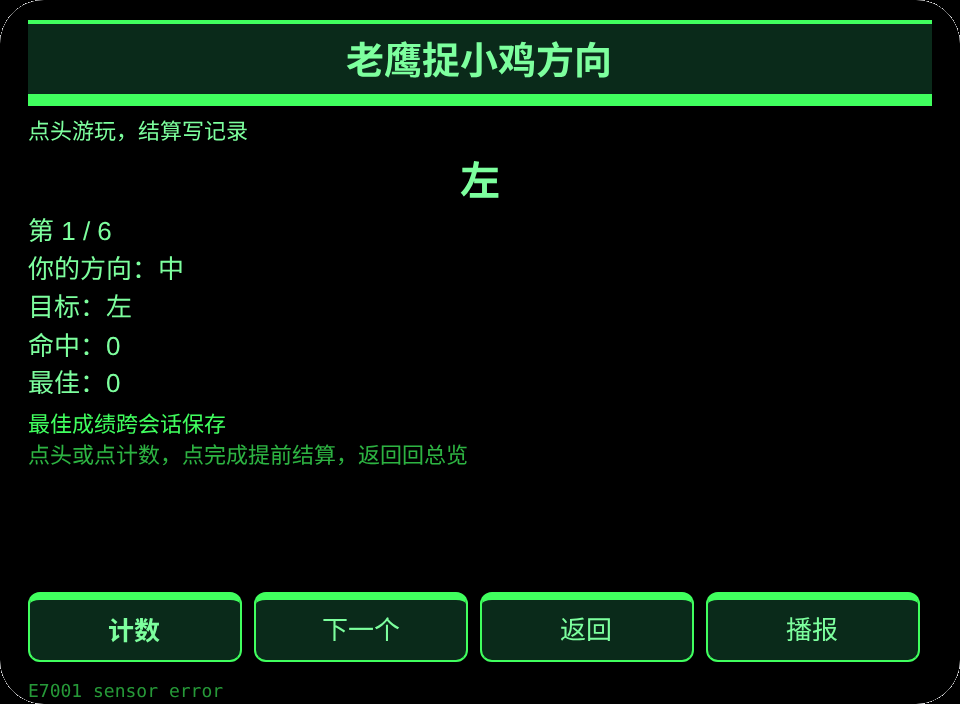 老鹰捉小鸡方向
点头游玩，结算写记录
左
第 1 / 6
你的方向：中
目标：左
命中：0
最佳：0
最佳成绩跨会话保存
点头或点计数，点完成提前结算，返回回总览
计数
下一个
返回
播报
E7001 sensor error